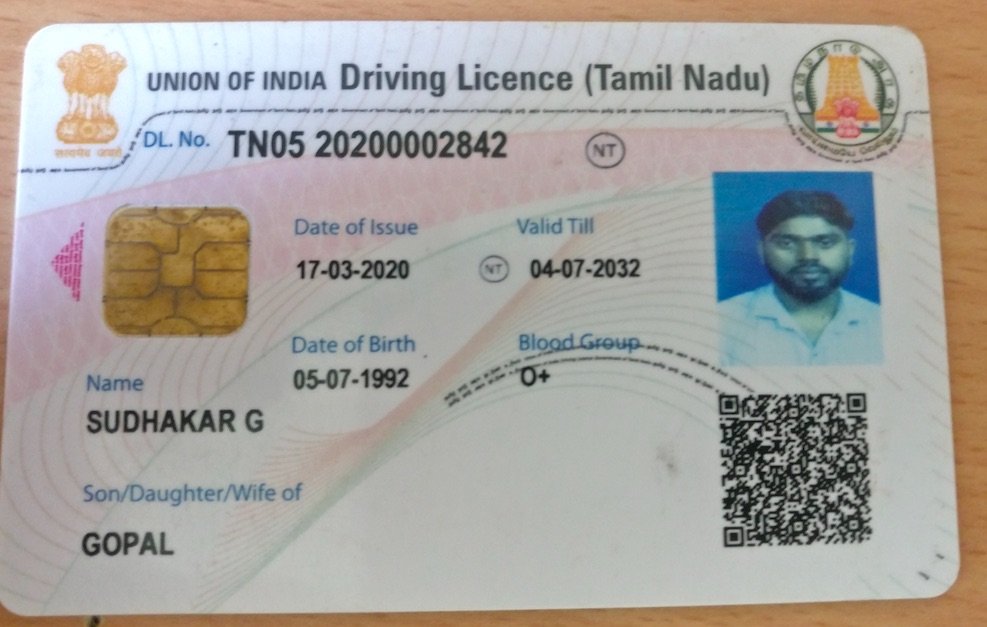 UNION OF INDIA Driving Licence (Tamil Nadu)
सत्यमेव जयते
DL. No. TN05 20200002842 NT
Date of Issue Valid Till
17-03-2020 NT 04-07-2032
Date of Birth Blood Group
05-07-1992 O+
Name
SUDHAKAR G
Son/Daughter/Wife of
GOPAL